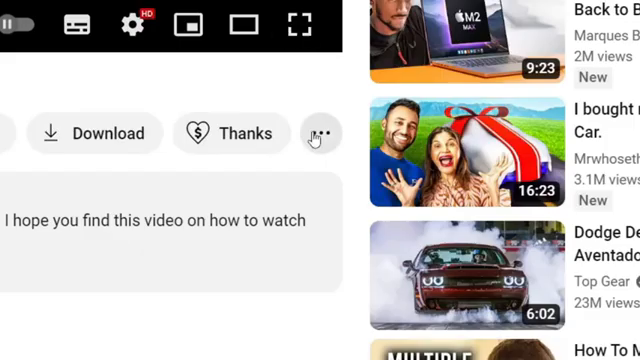 HD
Download
Thanks
...
I hope you find this video on how to watch
M2
MAX
9:23
Back to B
Marques B
2M views
New
16:23
I bought
Car.
Mrwhoseth
3.1M views
New
6:02
Dodge De
Aventado
Top Gear
23M views
MULTIPLE
How To M